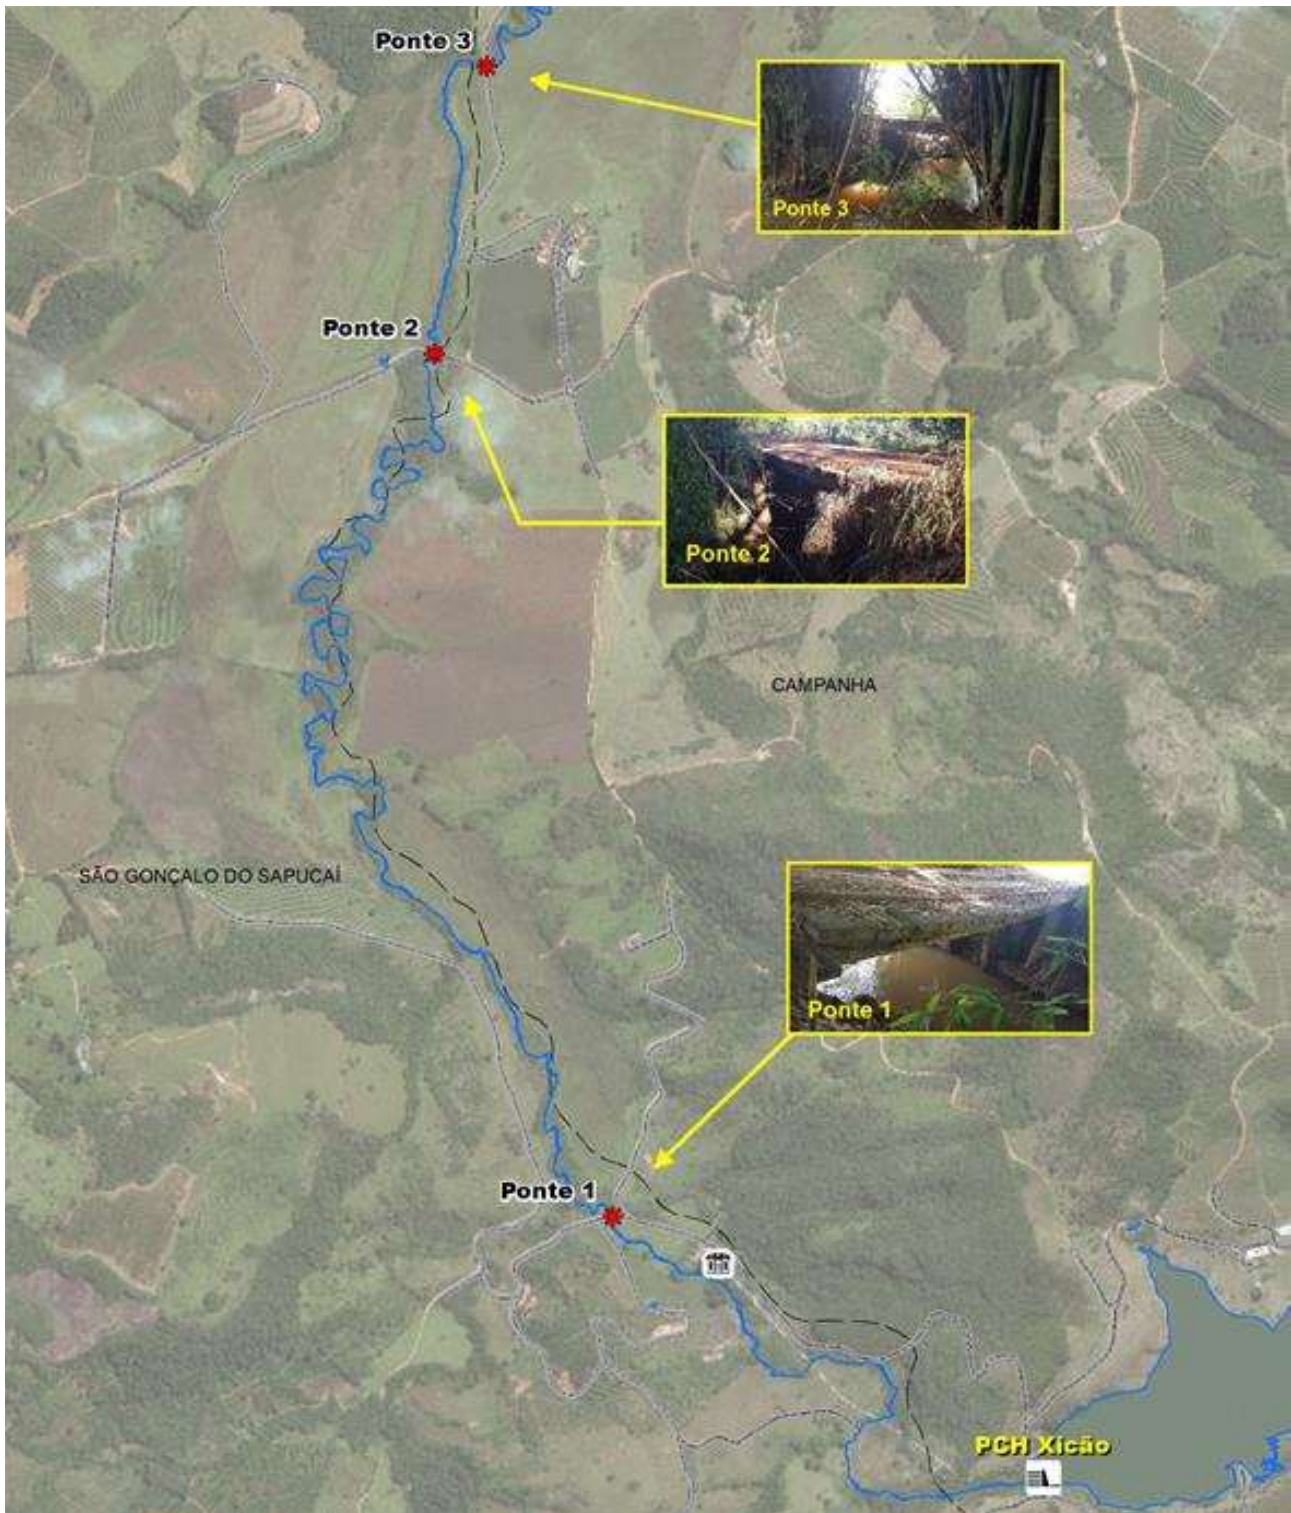 Ponte 3
Ponte 3
Ponte 2
Ponte 2
CAMPANHA
SÃO GONÇALO DO SAPUCAÍ
Ponte 1
Ponte 1
PCH Xicão